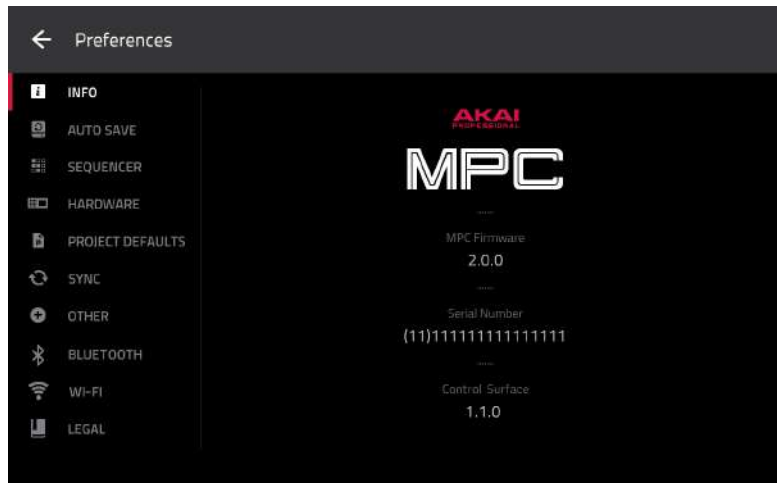 Preferences
INFO
AUTO SAVE
SEQUENCER
HARDWARE
PROJECT DEFAULTS
SYNC
OTHER
BLUETOOTH
WI-FI
LEGAL
AKAI
PROFESSIONAL
MPC
MPC Firmware
2.0.0
Serial Number
(11)111111111111111
Control Surface
1.1.0